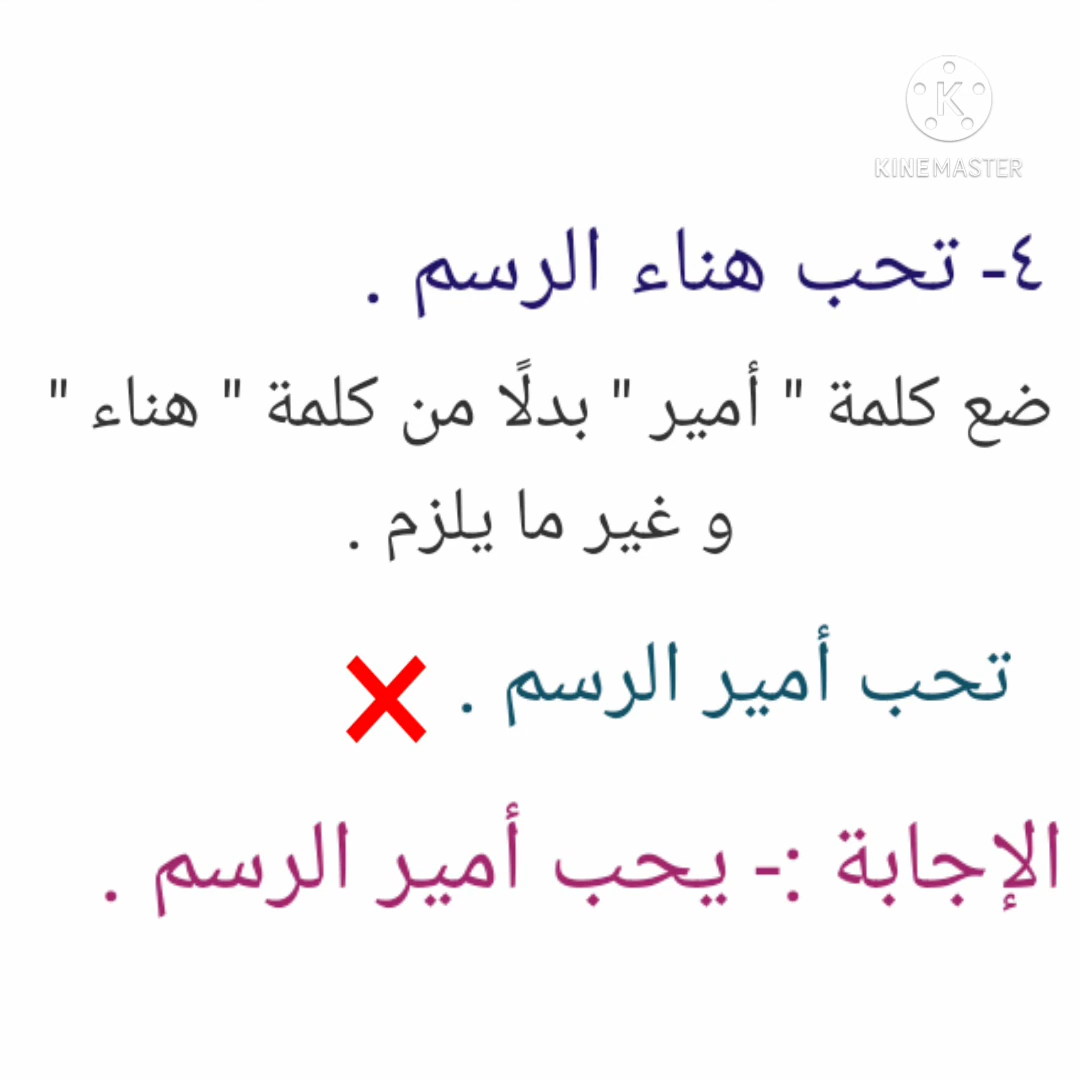 KINEMASTER
٤- تحب هناء الرسم .
ضع كلمة " أمير " بدلًا من كلمة " هناء "
و غير ما يلزم .
تحب أمير الرسم .
الإجابة :- يحب أمير الرسم .